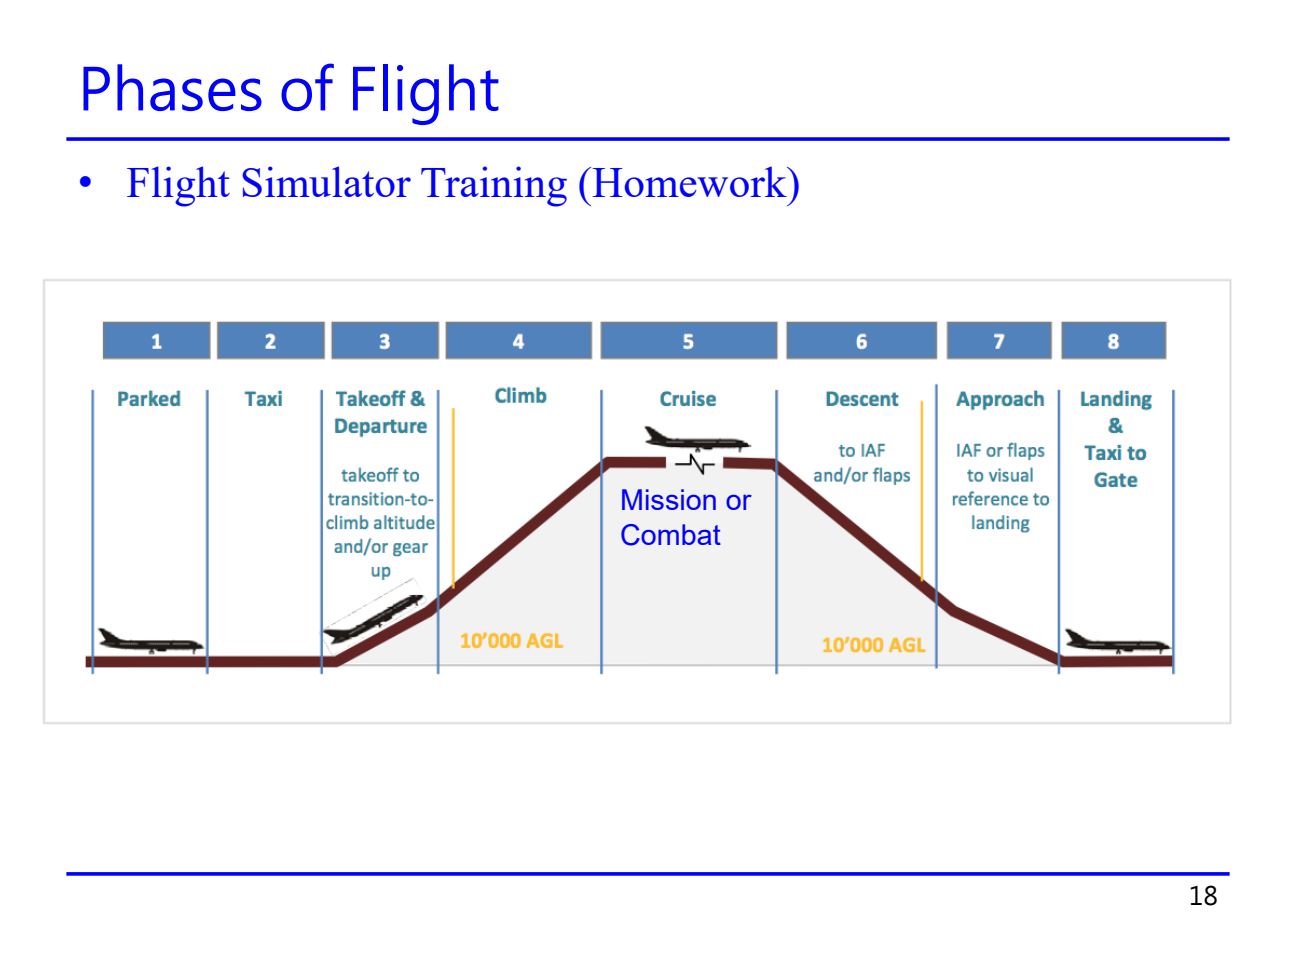 Phases of Flight
• Flight Simulator Training (Homework)
1 2 3 4 5 6 7 8
Parked
Taxi
Takeoff &
Departure
takeoff to
transition-to-
climb altitude
and/or gear
up
Climb
10’000 AGL
Cruise
Mission or
Combat
Descent
to IAF
and/or flaps
10’000 AGL
Approach
IAF or flaps
to visual
reference to
landing
Landing
&
Taxi to
Gate
18